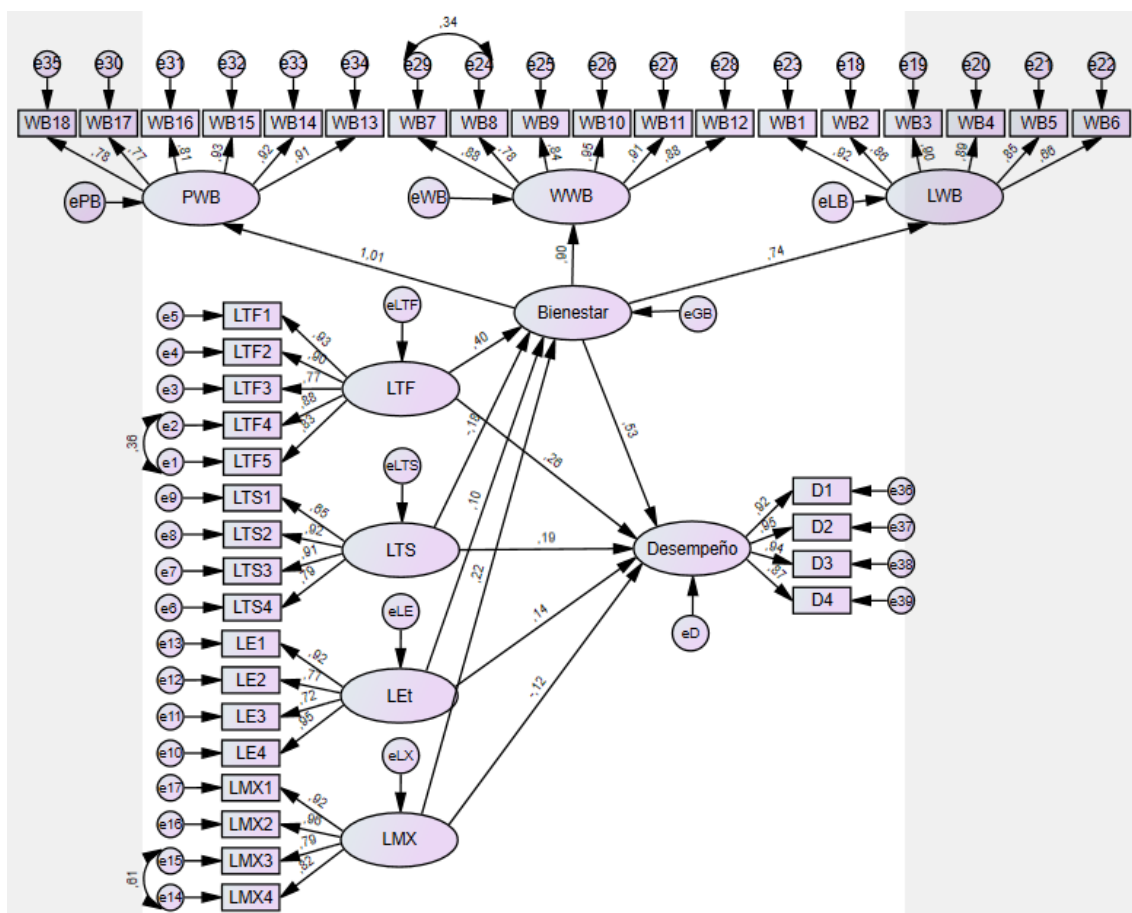 ,34
e35 e30 e31 e32 e33 e34 e29 e24 e25 e26 e27 e28 e23 e18 e19 e20 e21 e22
WB18 WB17 WB16 WB15 WB14 WB13 WB7 WB8 WB9 WB10 WB11 WB12 WB1 WB2 WB3 WB4 WB5 WB6
,78 ,77 ,81 ,93 ,92 ,91 ,88 ,78 ,84 ,95 ,91 ,88 ,92 ,86 ,90 ,89 ,85 ,66
ePB PWB eWB WWB eLB LWB
1,01 ,90 ,74
Bienestar eGB
eLTF
e5 LTF1 ,93
e4 LTF2 ,90
e3 LTF3 ,77 LTF ,40
e2 LTF4 ,88
,36
e1 LTF5 ,83
-,18 ,53
,26
eLTS
e9 LTS1 ,65
e8 LTS2 ,92
e7 LTS3 ,91 LTS ,19
e6 LTS4 ,79
,10
,22
Desempeño
,92 D1 e36
,95 D2 e37
,94 D3 e38
,87 D4 e39
eD
eLE
e13 LE1 ,92
e12 LE2 ,77
e11 LE3 ,72 LEt ,14
e10 LE4 ,95
-,12
eLX
e17 LMX1 ,92
e16 LMX2 ,96
e15 LMX3 ,79 LMX
,61
e14 LMX4 ,82